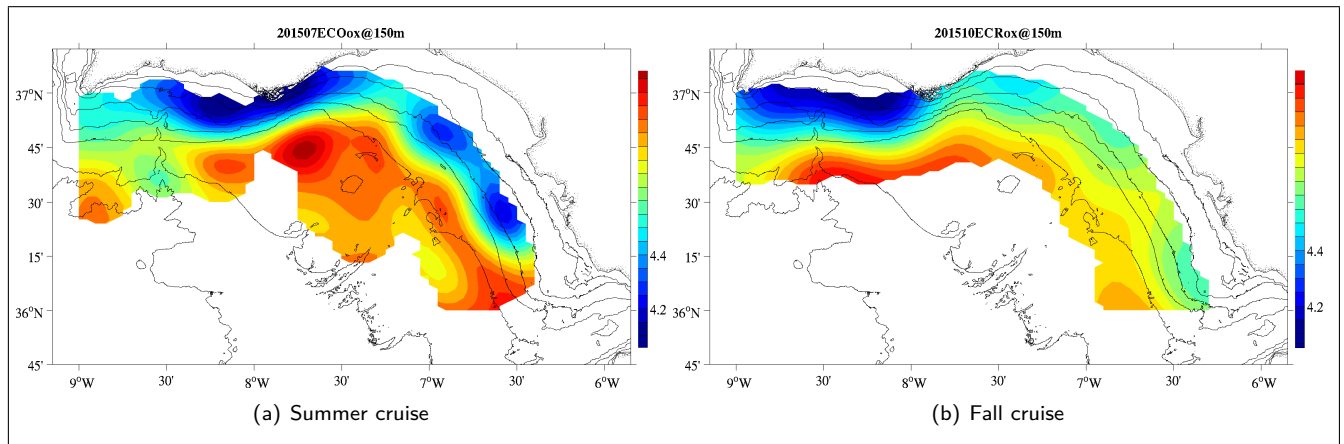 201507ECOox@150m
201510ECRox@150m
37°N
45'
30'
15'
36°N
45'
9°W
30'
8°W
30'
7°W
30'
6°W
4.4
4.2
37°N
45'
30'
15'
36°N
45'
9°W
30'
8°W
30'
7°W
30'
6°W
4.4
4.2
(a) Summer cruise
(b) Fall cruise